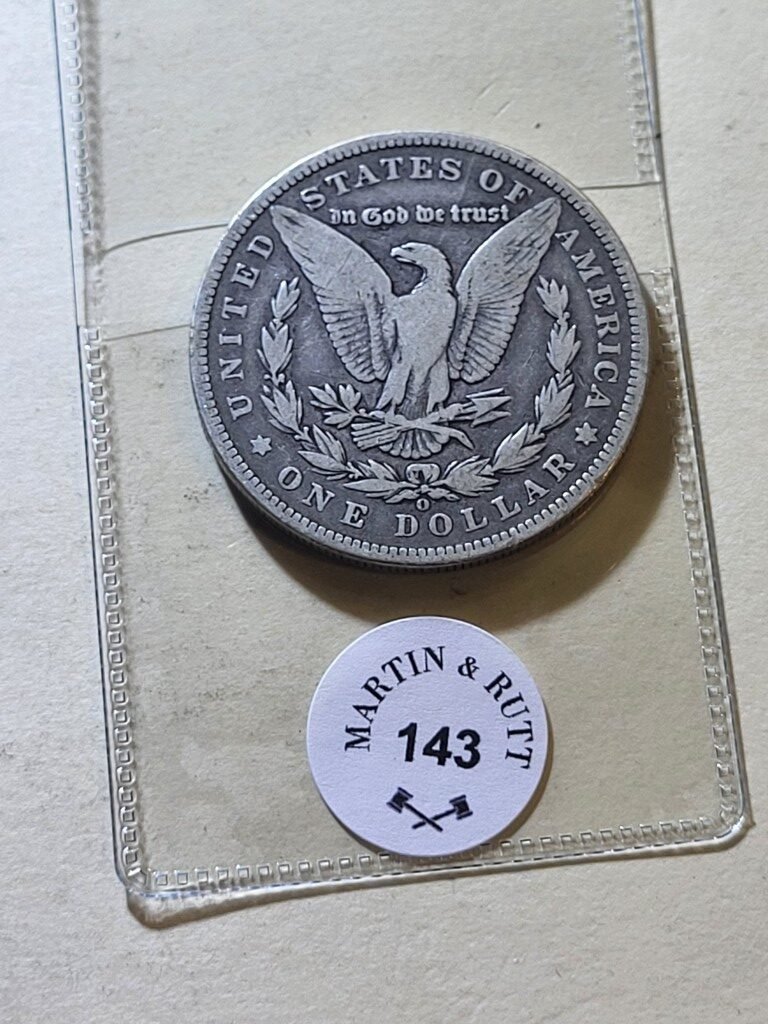 UNITED STATES OF AMERICA
In God we trust
O
ONE DOLLAR
MARTIN & RUTT
143